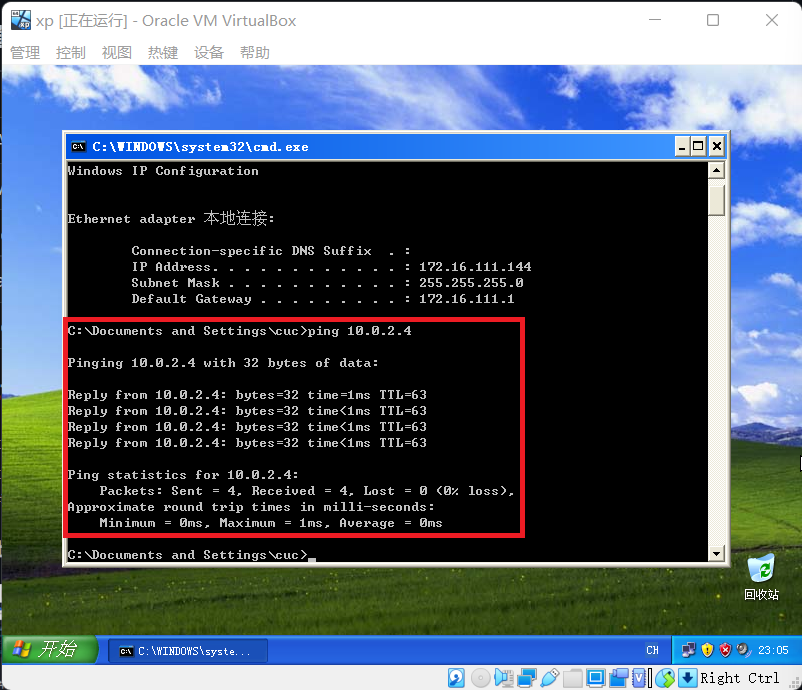 xp [正在运行] - Oracle VM VirtualBox
管理 控制 视图 热键 设备 帮助
C:\WINDOWS\system32\cmd.exe
Windows IP Configuration
Ethernet adapter 本地连接:
Connection-specific DNS Suffix . :
IP Address. . . . . . . . . . . . : 172.16.111.144
Subnet Mask . . . . . . . . . . . : 255.255.255.0
Default Gateway . . . . . . . . . : 172.16.111.1
C:\Documents and Settings\cuc>ping 10.0.2.4
Pinging 10.0.2.4 with 32 bytes of data:
Reply from 10.0.2.4: bytes=32 time=1ms TTL=63
Reply from 10.0.2.4: bytes=32 time<1ms TTL=63
Reply from 10.0.2.4: bytes=32 time<1ms TTL=63
Reply from 10.0.2.4: bytes=32 time<1ms TTL=63
Ping statistics for 10.0.2.4:
Packets: Sent = 4, Received = 4, Lost = 0 (0% loss),
Approximate round trip times in milli-seconds:
Minimum = 0ms, Maximum = 1ms, Average = 0ms
C:\Documents and Settings\cuc>_
回收站
开始 C:\WINDOWS\syste... CH 23:05
Right Ctrl